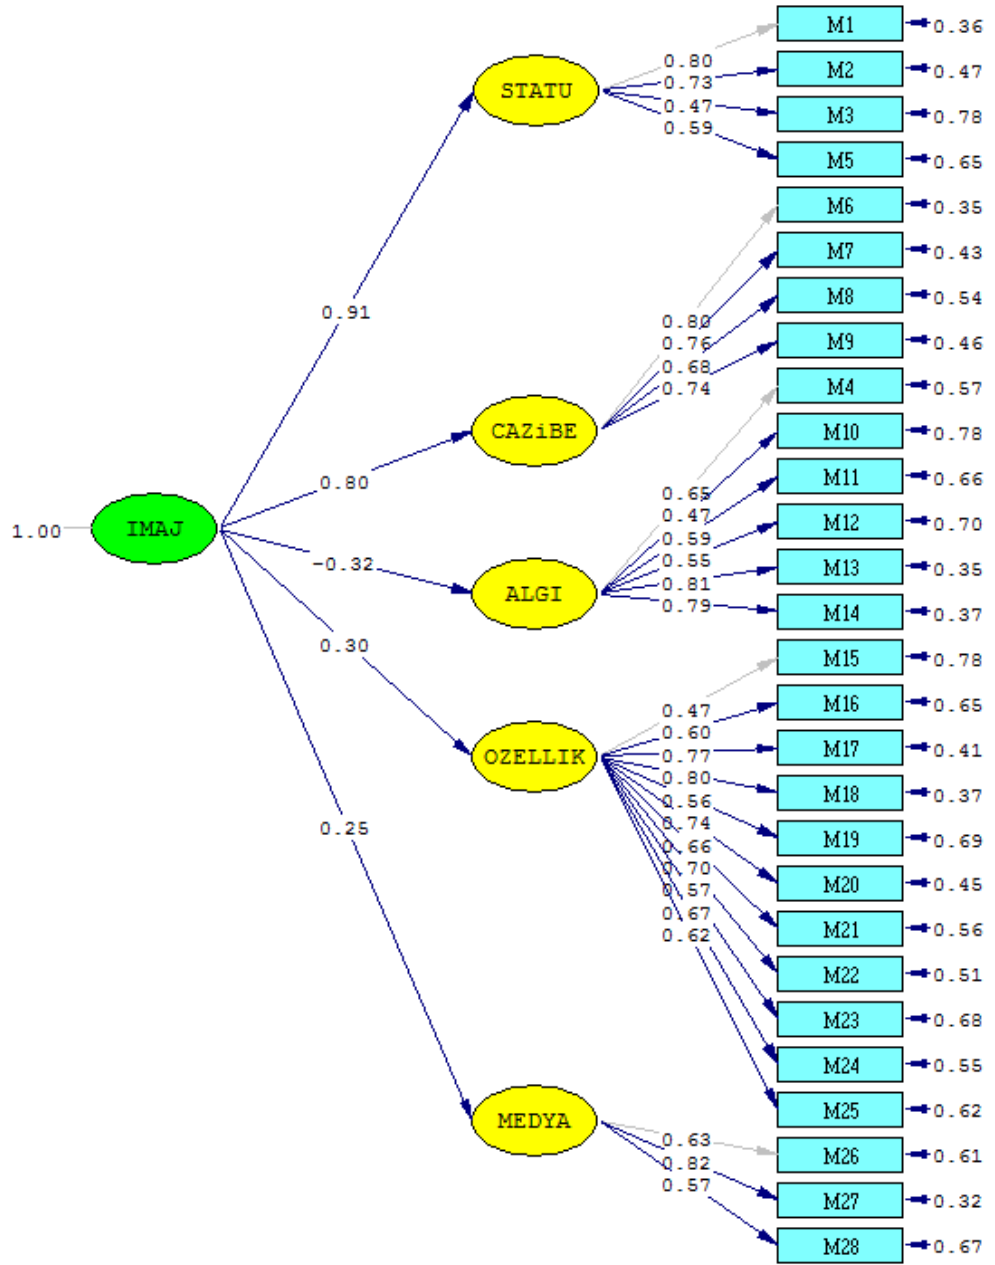 M1 0.36
0.80
STATU
0.73
M2 0.47
0.47
M3 0.78
0.59
M5 0.65
M6 0.35
M7 0.43
M8 0.54
0.91
0.80
0.76
M9 0.46
0.68
0.74
M4 0.57
CAZiBE
M10 0.78
0.80
M11 0.66
0.65
0.47
1.00
IMAJ
M12 0.70
0.59
0.55
-0.32
M13 0.35
0.81
ALGI
0.79
M14 0.37
0.30
M15 0.78
0.47
M16 0.65
0.60
OZELLIK
0.77
M17 0.41
0.80
M18 0.37
0.56
0.25
0.74
M19 0.69
0.66
0.70
M20 0.45
0.57
0.67
M21 0.56
0.62
M22 0.51
M23 0.68
M24 0.55
M25 0.62
MEDYA
0.63
M26 0.61
0.82
0.57
M27 0.32
M28 0.67